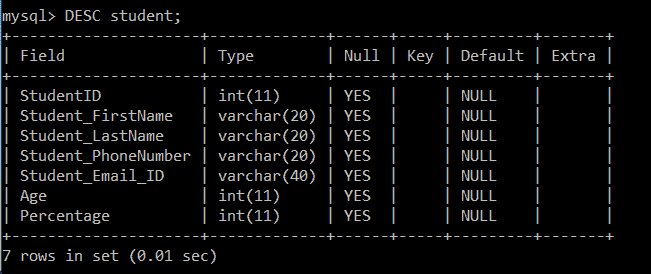 mysql> DESC student;
+---------------------+-------------+------+-----+---------+-------+
| Field               | Type        | Null | Key | Default | Extra |
+---------------------+-------------+------+-----+---------+-------+
| StudentID           | int(11)     | YES  |     | NULL    |       |
| Student_FirstName   | varchar(20) | YES  |     | NULL    |       |
| Student_LastName    | varchar(20) | YES  |     | NULL    |       |
| Student_PhoneNumber | varchar(20) | YES  |     | NULL    |       |
| Student_Email_ID    | varchar(40) | YES  |     | NULL    |       |
| Age                 | int(11)     | YES  |     | NULL    |       |
| Percentage          | int(11)     | YES  |     | NULL    |       |
+---------------------+-------------+------+-----+---------+-------+
7 rows in set (0.01 sec)